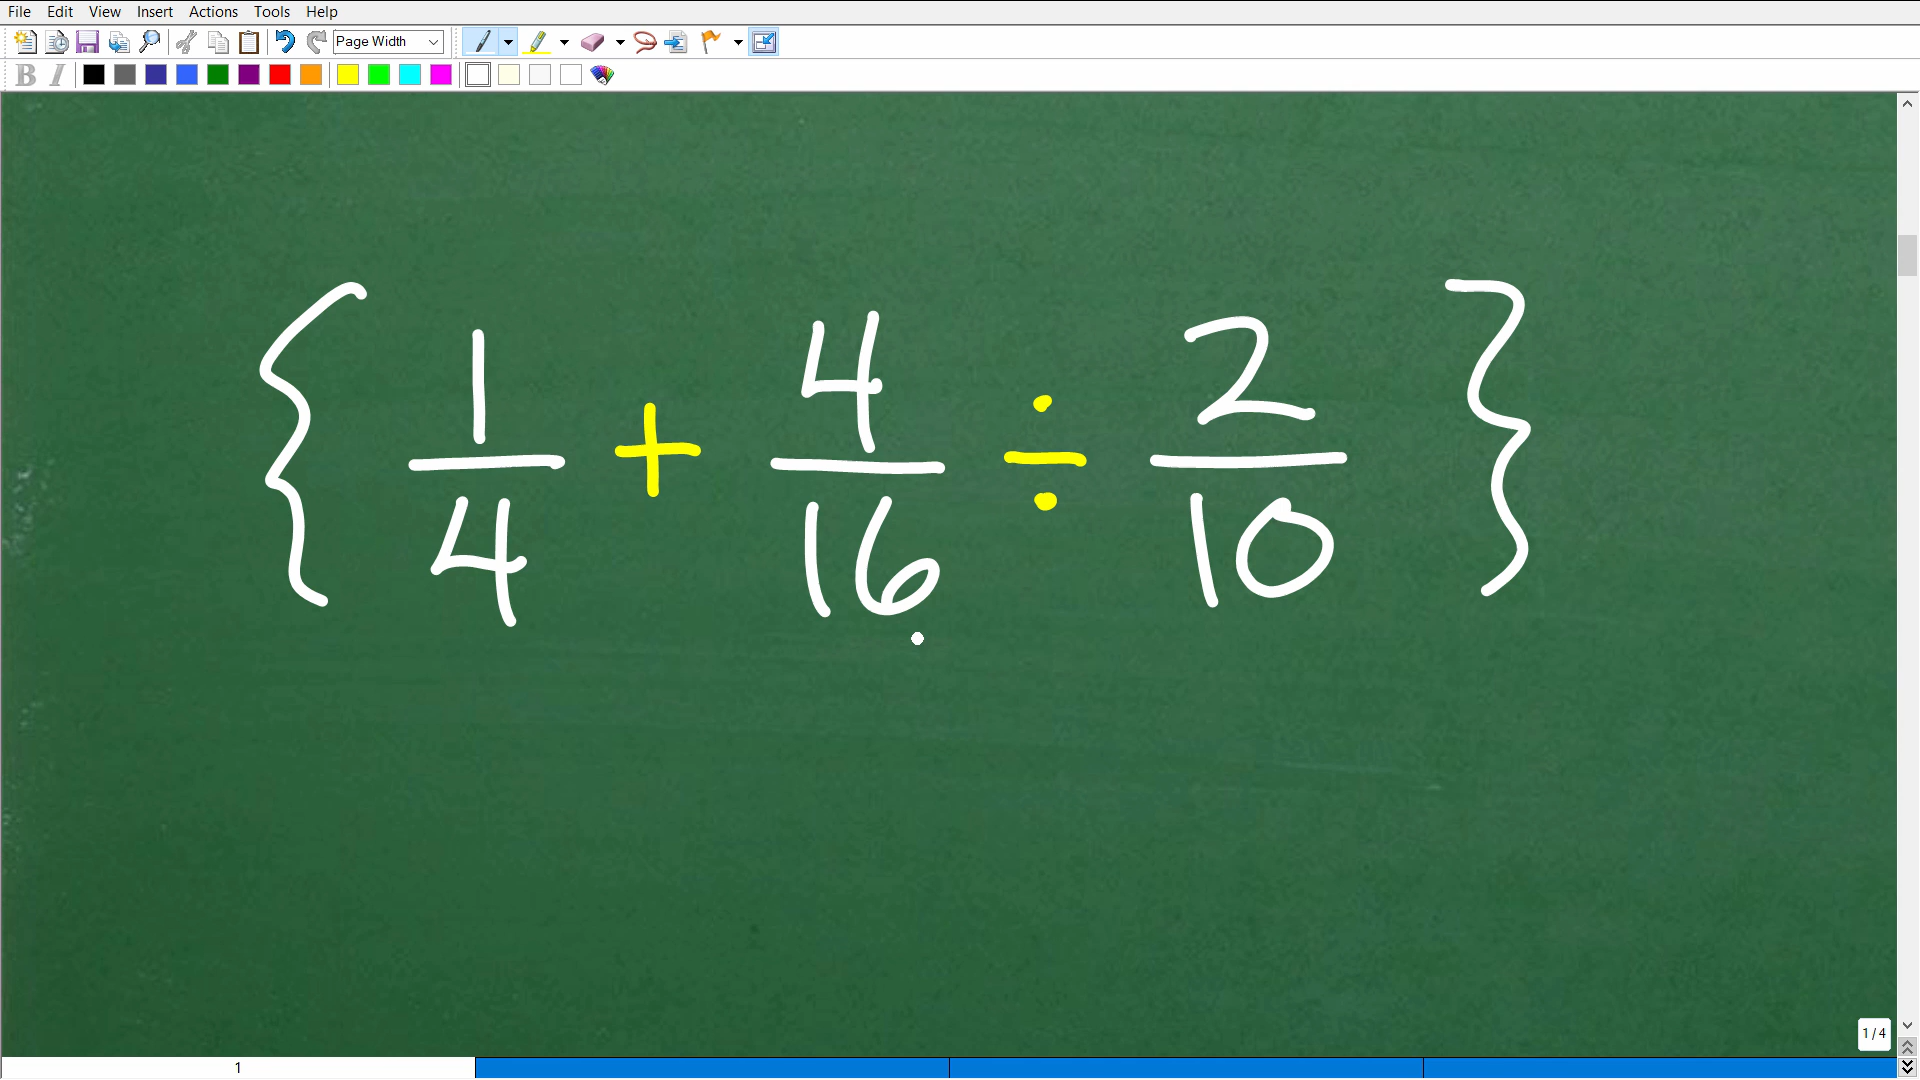 File Edit View Insert Actions Tools Help
Page Width
B I
{ 1/4 + 4/16 ÷ 2/10 }
1 / 4
1